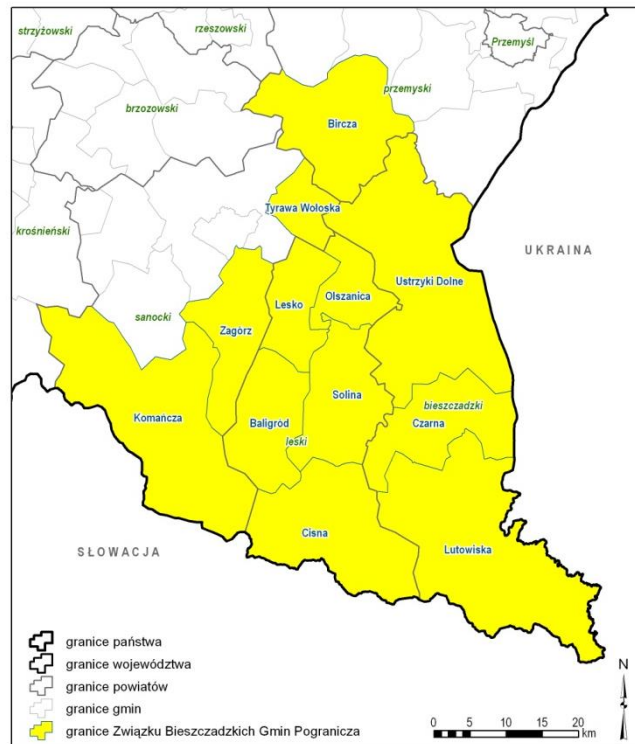 strzyżowski
rzeszowski
Przemyśl
przemyski
brzozowski
Bircza
Tyrawa Wołoska
krośnieński
UKRAINA
Ustrzyki Dolne
Olszanica
Lesko
sanocki
Zagórz
Solina
bieszczadzki
Komańcza
Baligród
Czarna
leski
Cisna
Lutowiska
SŁOWACJA
granice państwa
granice województwa
granice powiatów
granice gmin
granice Związku Bieszczadzkich Gmin Pogranicza
N
0 5 10 20
km